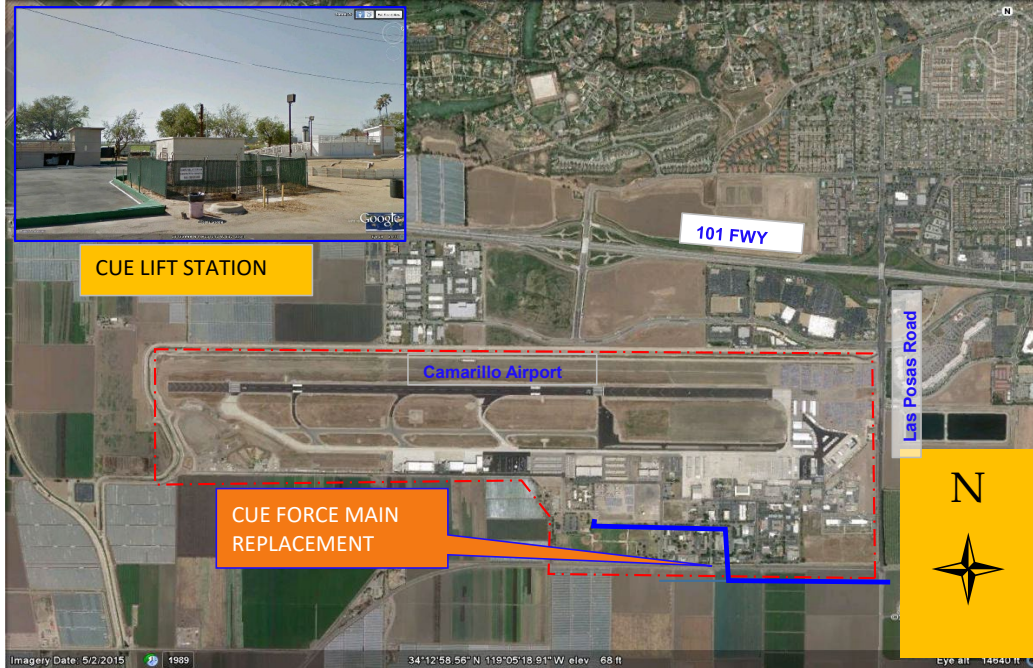 Google
CUE LIFT STATION
101 FWY
Las Posas Road
Camarillo Airport
CUE FORCE MAIN
REPLACEMENT
N
N
Imagery Date: 5/2/2015
1989
34°12'58.56" N 119°05'18.91" W elev 68 ft
Eye alt 14640 ft